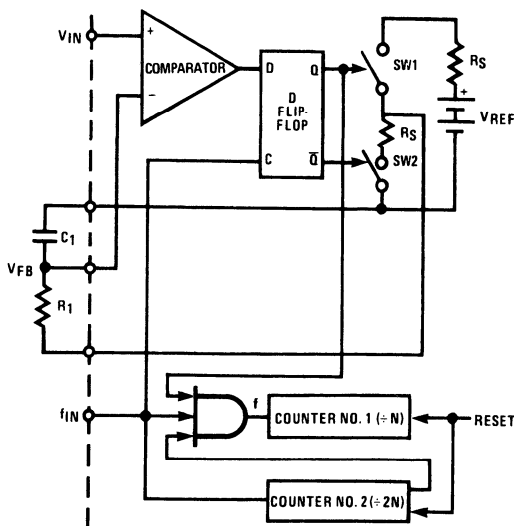 VIN
+
−
COMPARATOR
D
Q
C
Q̅
D
FLIP-
FLOP
SW1
RS
+
VREF
RS
SW2
C1
VFB
R1
fIN
f
COUNTER NO. 1 (÷N)
RESET
COUNTER NO. 2 (÷2N)